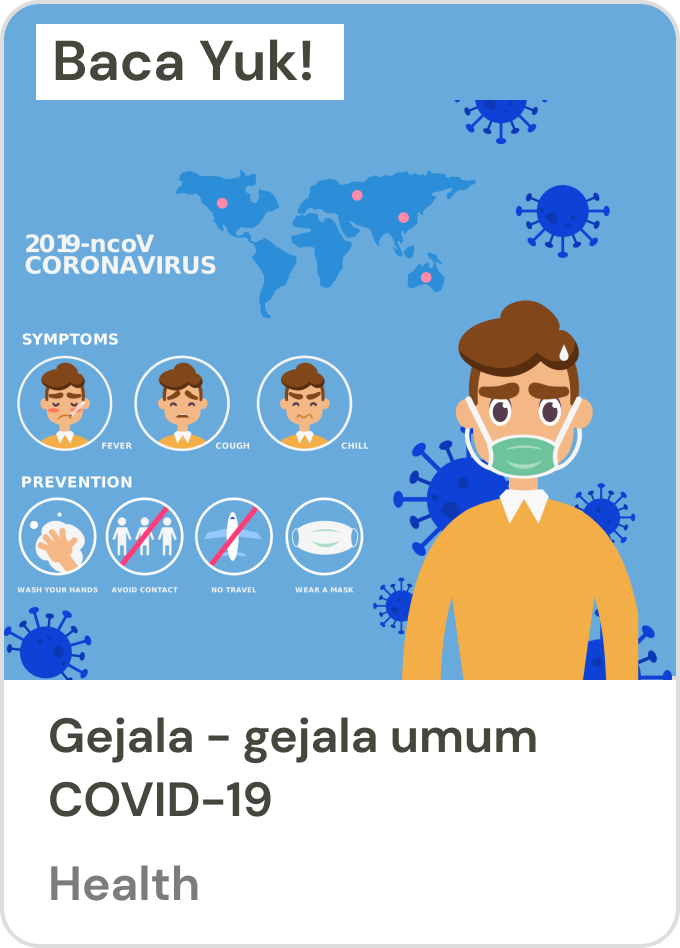 Baca Yuk!
2019-ncoV
CORONAVIRUS
SYMPTOMS
FEVER
COUGH
CHILL
PREVENTION
WASH YOUR HANDS
AVOID CONTACT
NO TRAVEL
WEAR A MASK
Gejala - gejala umum
COVID-19
Health